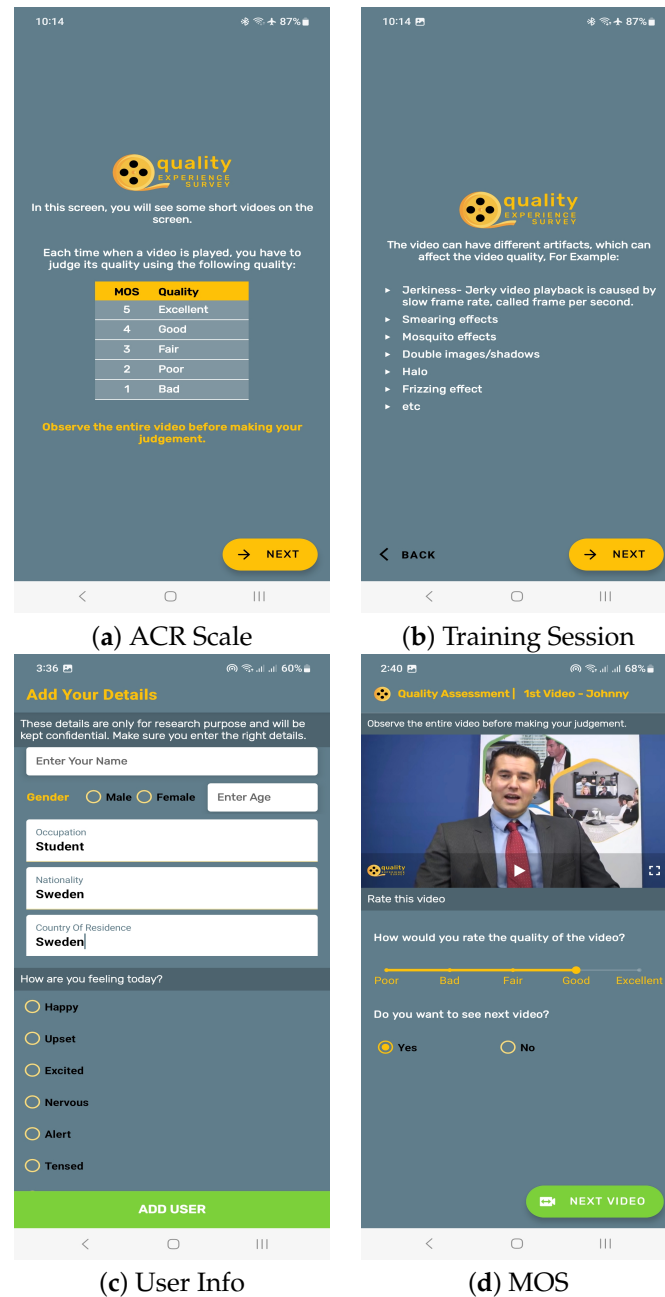 10:14
87%
quality
EXPERIENCE
SURVEY
In this screen, you will see some short vidoes on the
screen.
Each time when a video is played, you have to
judge its quality using the following quality:
MOS Quality
5 Excellent
4 Good
3 Fair
2 Poor
1 Bad
Observe the entire video before making your
judgement.
NEXT
(a) ACR Scale
10:14
87%
quality
EXPERIENCE
SURVEY
The video can have different artifacts, which can
affect the video quality, For Example:
Jerkiness- Jerky video playback is caused by
slow frame rate, called frame per second.
Smearing effects
Mosquito effects
Double images/shadows
Halo
Frizzing effect
etc
BACK
NEXT
(b) Training Session
3:36
60%
Add Your Details
These details are only for research purpose and will be
kept confidential. Make sure you enter the right details.
Enter Your Name
Gender Male Female Enter Age
Occupation
Student
Nationality
Sweden
Country Of Residence
Sweden
How are you feeling today?
Happy
Upset
Excited
Nervous
Alert
Tensed
ADD USER
(c) User Info
2:40
68%
Quality Assessment | 1st Video - Johnny
Observe the entire video before making your judgement.
quality
Rate this video
How would you rate the quality of the video?
Poor Bad Fair Good Excellent
Do you want to see next video?
Yes No
NEXT VIDEO
(d) MOS